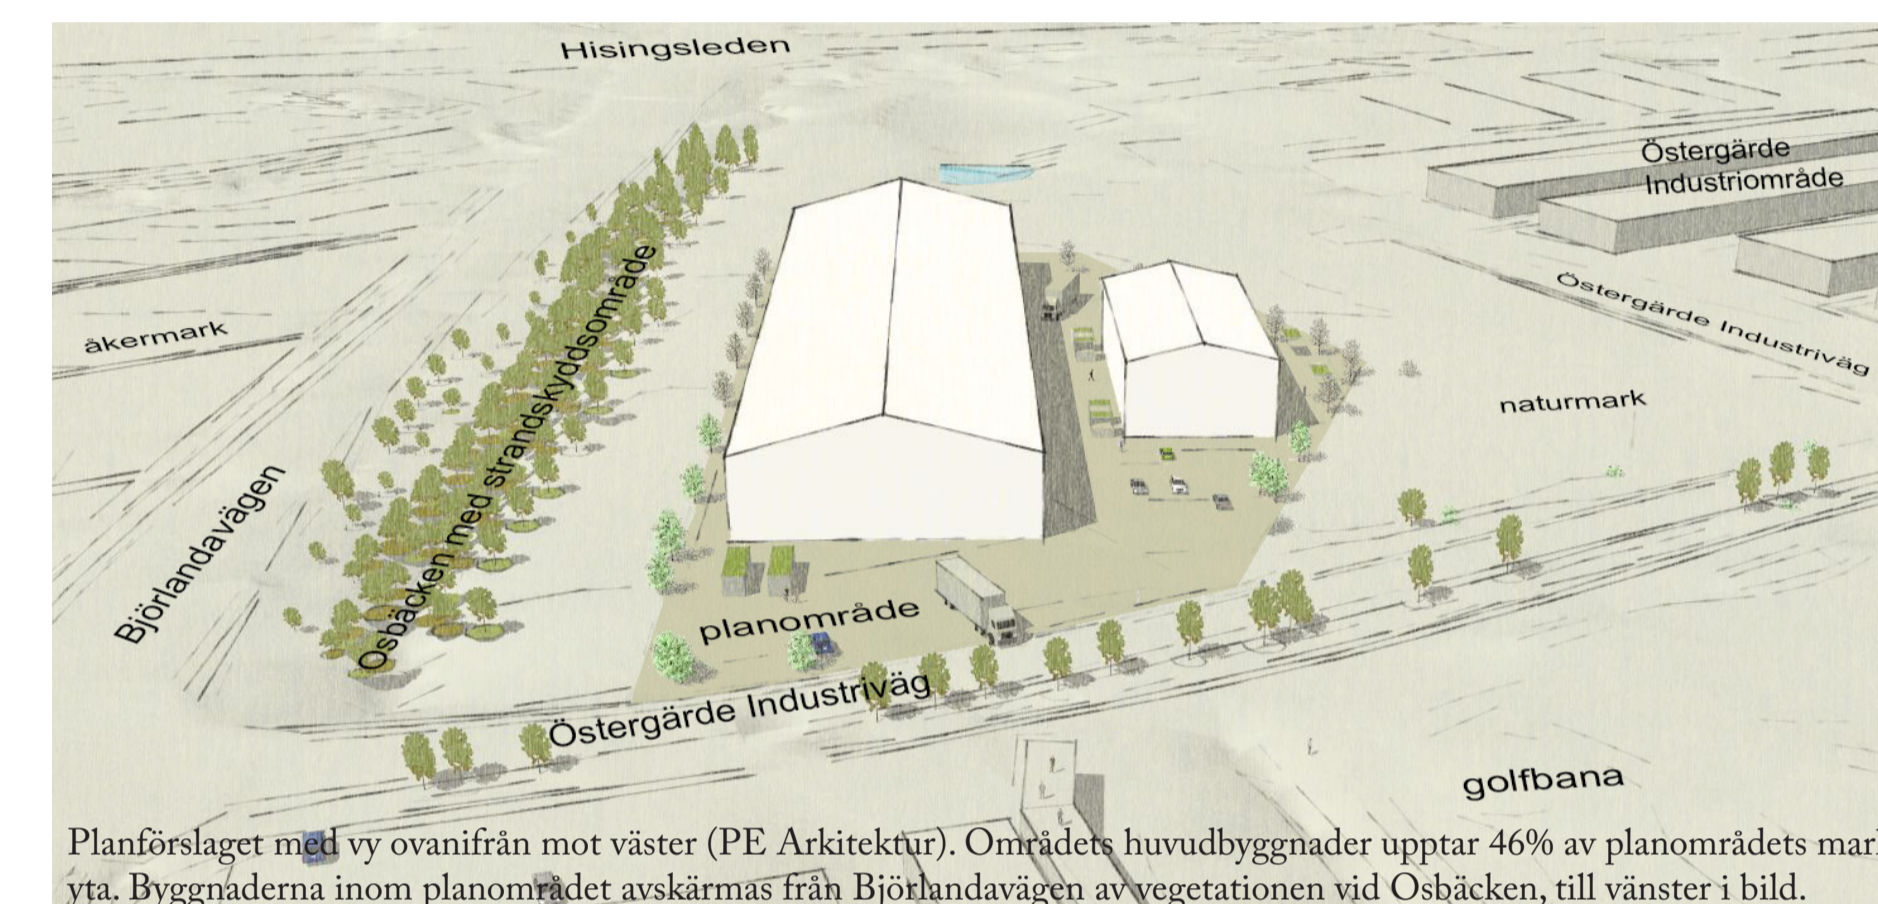 Hisingsleden
Östergärde
Industriområde
Östergärde Industriväg
åkermark
naturmark
Osbäcken med strandskyddsområde
Björlandavägen
planområde
Östergärde Industriväg
golfbana
Planförslaget med vy ovanifrån mot väster (PE Arkitektur). Områdets huvudbyggnader upptar 46% av planområdets mar
yta. Byggnaderna inom planområdet avskärmas från Björlandavägen av vegetationen vid Osbäcken, till vänster i bild.